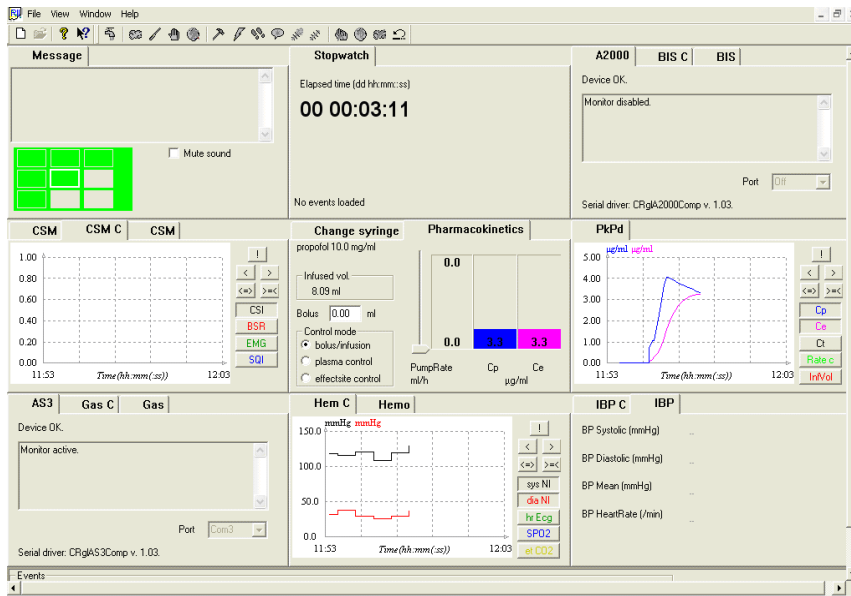 File View Window Help
Message
Mute sound
Stopwatch
Elapsed time (dd hh:mm::ss)
00 00:03:11
No events loaded
A2000 BIS C BIS
Device OK.
Monitor disabled.
Port Off
Serial driver: CRglA2000Comp v. 1.03.
CSM CSM C CSM
1.00
0.80
0.60
0.40
0.20
0.00
11:53 Time(hh:mm(:ss)) 12:03
!
< >
<=> >=<
CSI
BSR
EMG
SQI
Change syringe Pharmacokinetics
propofol 10.0 mg/ml
Infused vol.
8.09 ml
Bolus 0.00 ml
Control mode
bolus/infusion
plasma control
effectsite control
0.0
0.0 3.3 3.3
PumpRate Cp Ce
ml/h µg/ml
PkPd
µg/ml µg/ml
5.00
4.00
3.00
2.00
1.00
0.00
11:53 Time(hh:mm(:ss)) 12:03
!
< >
<=> >=<
Cp
Ce
Ct
Rate c
InfVol
AS3 Gas C Gas
Device OK.
Monitor active.
Port Com3
Serial driver: CRglAS3Comp v. 1.03.
Hem C Hemo
mmHg mmHg
150.0
100.0
50.0
0.0
11:53 Time(hh:mm(:ss)) 12:03
!
< >
<=> >=<
sys NI
dia NI
hr Ecg
SPO2
et CO2
IBP C IBP
BP Systolic (mmHg) --
BP Diastolic (mmHg) --
BP Mean (mmHg) --
BP HeartRate (/min) --
Events